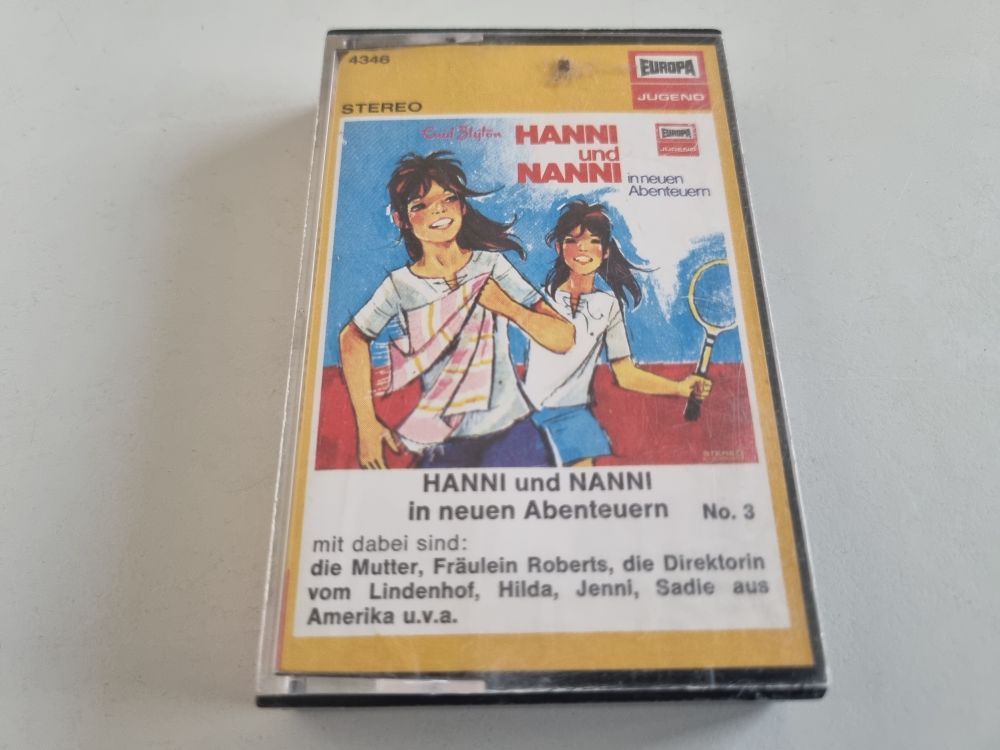 4346
EUROPA
JUGEND
STEREO
Enid Blyton
HANNI
und
NANNI
in neuen
Abenteuern
EUROPA
JUGEND
STEREO
HANNI und NANNI
in neuen Abenteuern No. 3
mit dabei sind:
die Mutter, Fräulein Roberts, die Direktorin
vom Lindenhof, Hilda, Jenni, Sadie aus
Amerika u.v.a.